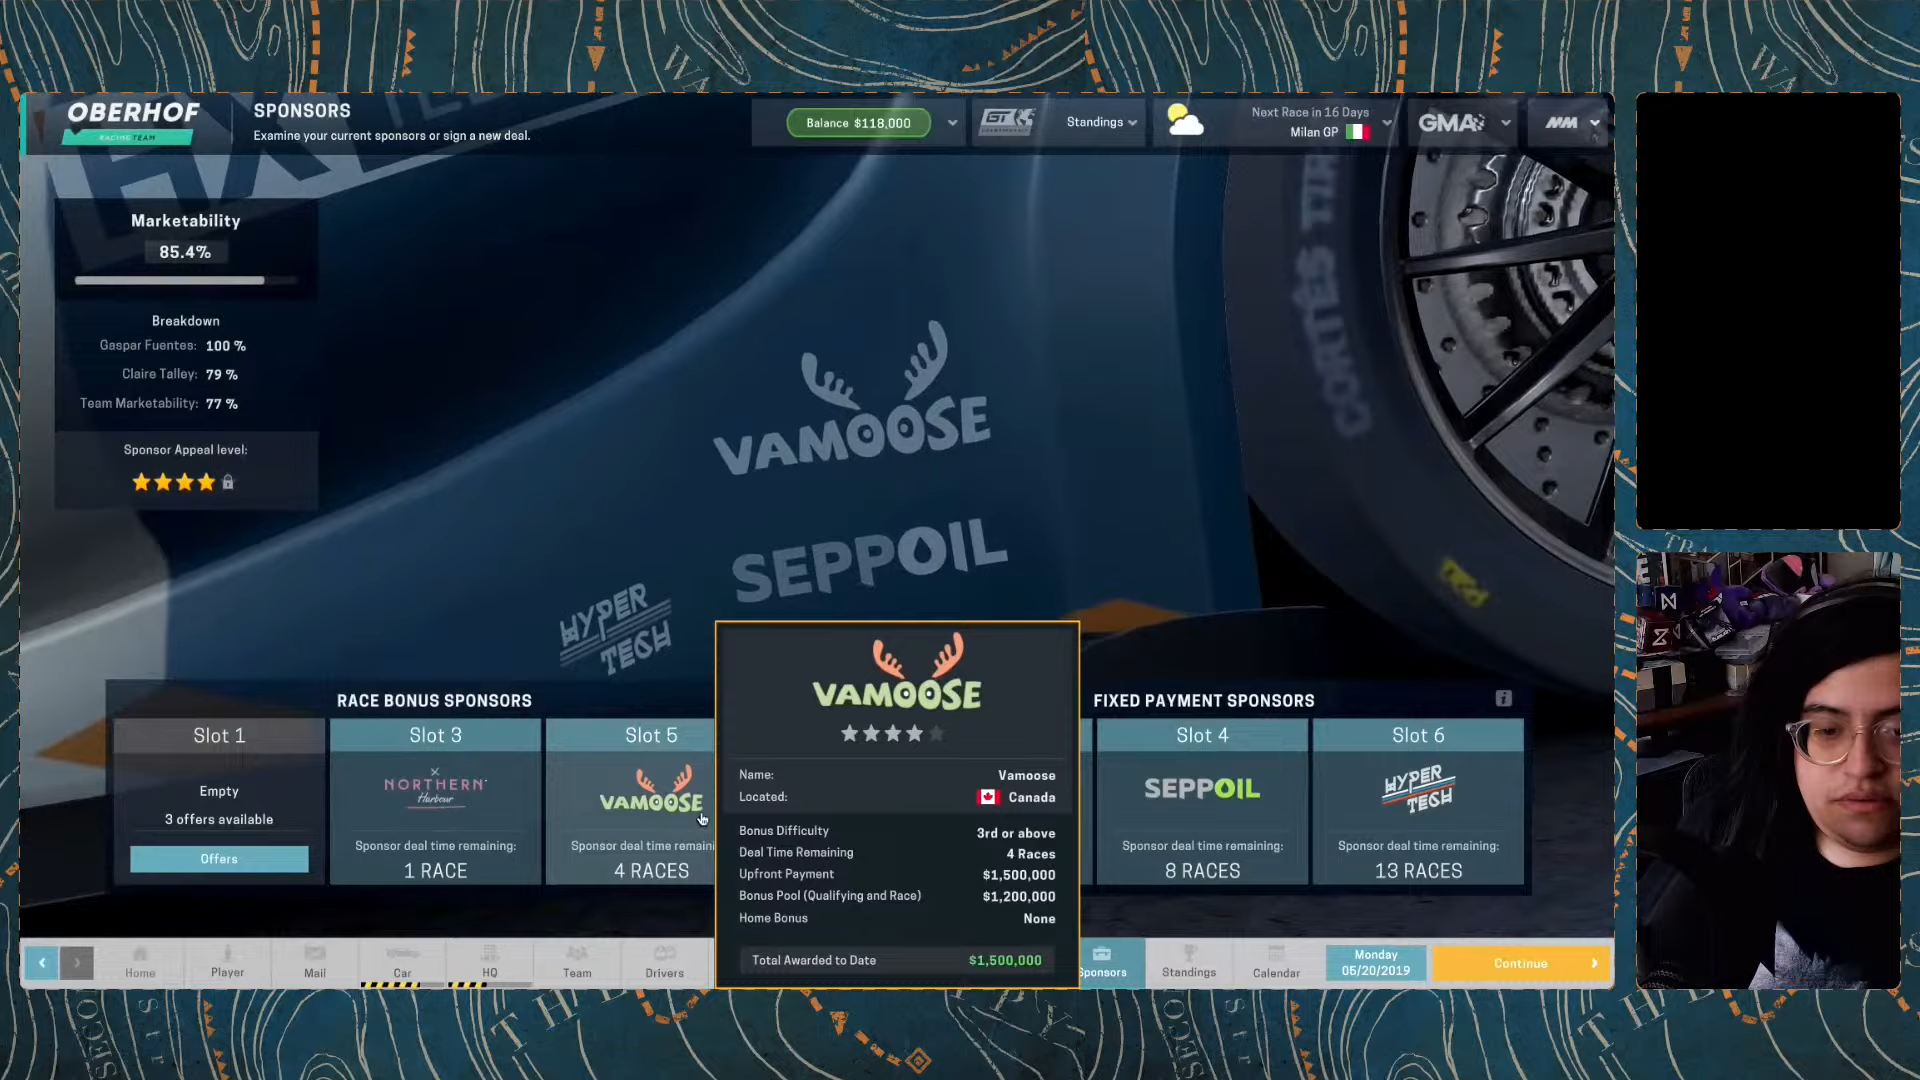 OBERHOF
RACING TEAM
SPONSORS
Examine your current sponsors or sign a new deal.
Balance $118,000
GT
Standings
Next Race in 16 Days
Milan GP
GMA
MM
Marketability
85.4%
Breakdown
Gaspar Fuentes: 100 %
Claire Talley: 79 %
Team Marketability: 77 %
Sponsor Appeal level:
VAMOOSE
SEPPOIL
HYPER
TECH
RACE BONUS SPONSORS
Slot 1
Empty
3 offers available
Offers
Slot 3
NORTHERN
Harbour
Sponsor deal time remaining:
1 RACE
Slot 5
VAMOOSE
Sponsor deal time remaini
4 RACES
VAMOOSE
Name: Vamoose
Located: Canada
Bonus Difficulty 3rd or above
Deal Time Remaining 4 Races
Upfront Payment $1,500,000
Bonus Pool (Qualifying and Race) $1,200,000
Home Bonus None
Total Awarded to Date $1,500,000
FIXED PAYMENT SPONSORS
Slot 4
SEPPOIL
Sponsor deal time remaining:
8 RACES
Slot 6
HYPER
TECH
Sponsor deal time remaining:
13 RACES
Home
Player
Mail
Car
HQ
Team
Drivers
Sponsors
Standings
Calendar
Monday
05/20/2019
Continue